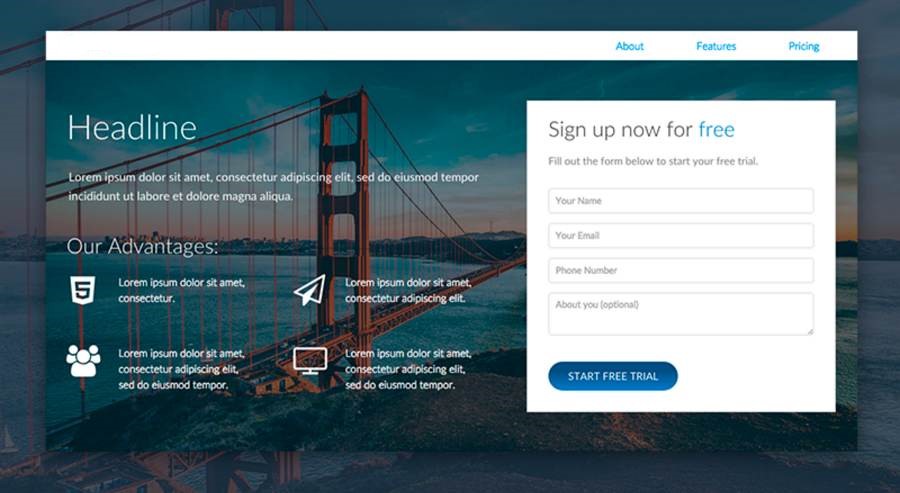 About
Features
Pricing
Headline
Lorem ipsum dolor sit amet, consectetur adipiscing elit, sed do eiusmod tempor
incididunt ut labore et dolore magna aliqua.
Our Advantages:
5
Lorem ipsum dolor sit amet,
consectetur.
Lorem ipsum dolor sit amet,
consectetur adipiscing elit.
Lorem ipsum dolor sit amet,
consectetur adipiscing elit,
sed do eiusmod tempor.
Lorem ipsum dolor sit amet,
consectetur adipiscing elit,
sed do eiusmod tempor.
Sign up now for free
Fill out the form below to start your free trial.
Your Name
Your Email
Phone Number
About you (optional)
START FREE TRIAL